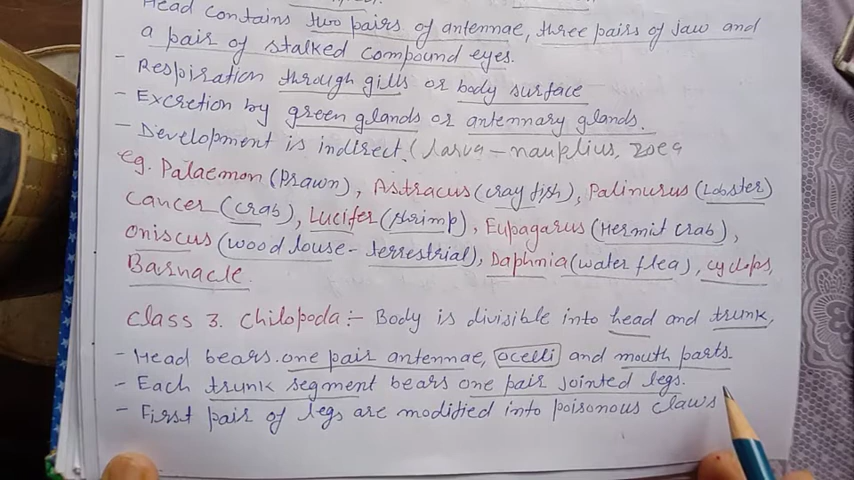 Head contains two pairs of antennae, three pairs of jaw and
a pair of stalked compound eyes.
- Respiration through gills or body surface
- Excretion by green glands or antennary glands.
- Development is indirect. (larva - nauplius, zoea
eg. Palaemon (Prawn), Astracus (cray fish), Palinurus (Lobster)
Cancer (crab), Lucifer (shrimp), Eupagarus (Hermit crab),
Oniscus (wood louse - terrestrial), Daphnia (water flea), cyclops,
Barnacle.
Class 3. Chilopoda :- Body is divisible into head and trunk,
- Head bears one pair antennae, ocelli and mouth parts.
- Each trunk segment bears one pair jointed legs.
- First pair of legs are modified into poisonous claws